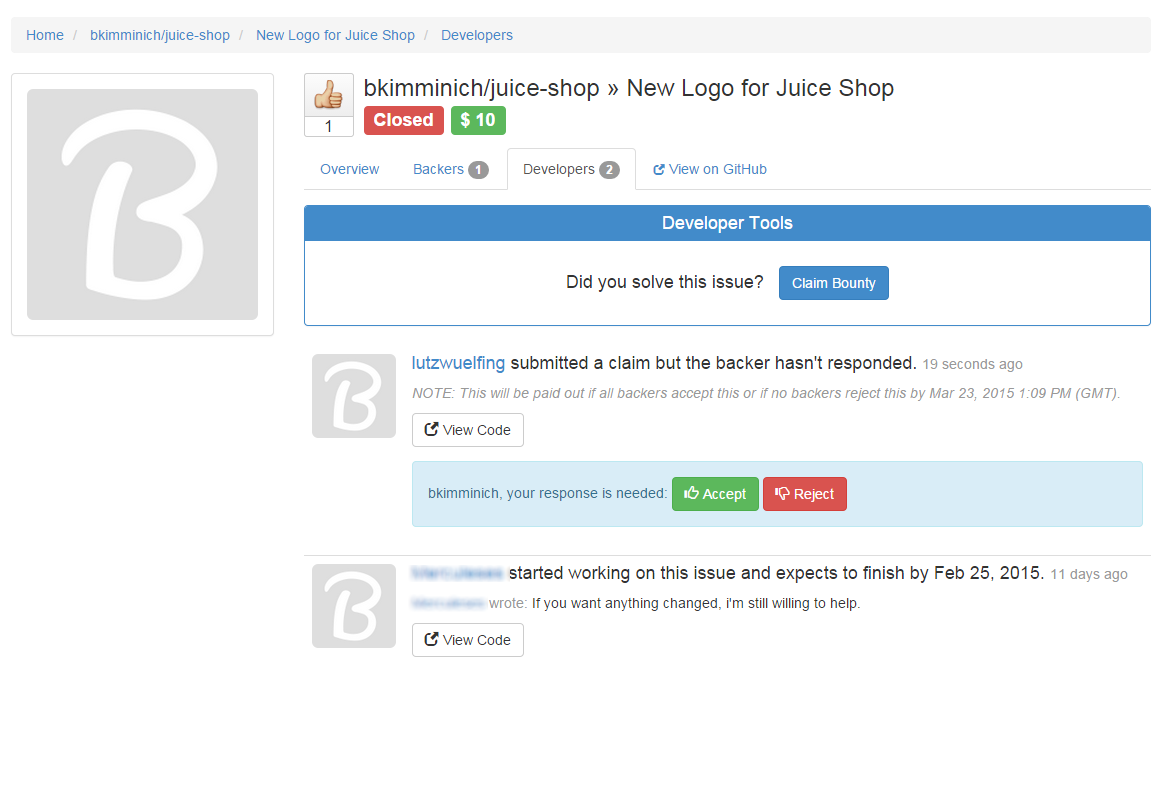 Home / bkimminich/juice-shop / New Logo for Juice Shop / Developers
bkimminich/juice-shop » New Logo for Juice Shop
1
Closed $ 10
Overview Backers 1 Developers 2 View on GitHub
Developer Tools
Did you solve this issue? Claim Bounty
lutzwuelfing submitted a claim but the backer hasn't responded. 19 seconds ago
NOTE: This will be paid out if all backers accept this or if no backers reject this by Mar 23, 2015 1:09 PM (GMT).
View Code
bkimminich, your response is needed: Accept Reject
started working on this issue and expects to finish by Feb 25, 2015. 11 days ago
wrote: If you want anything changed, i'm still willing to help.
View Code